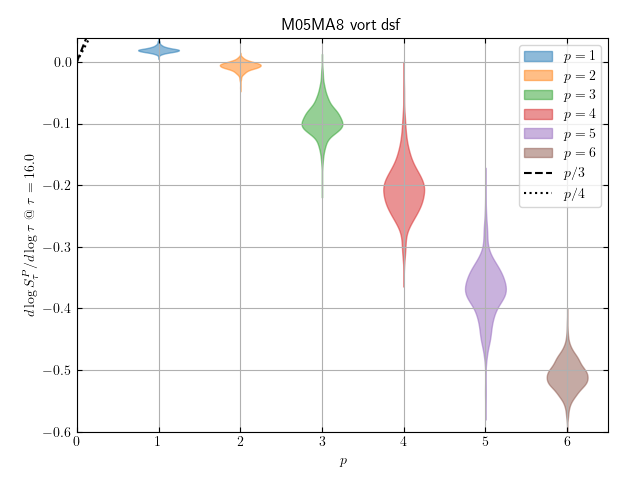 M05MA8 vort dsf
d log S_τ^P / d log τ @ τ = 16.0
0.0
−0.1
−0.2
−0.3
−0.4
−0.5
−0.6
0 1 2 3 4 5 6
p
p = 1
p = 2
p = 3
p = 4
p = 5
p = 6
p/3
p/4